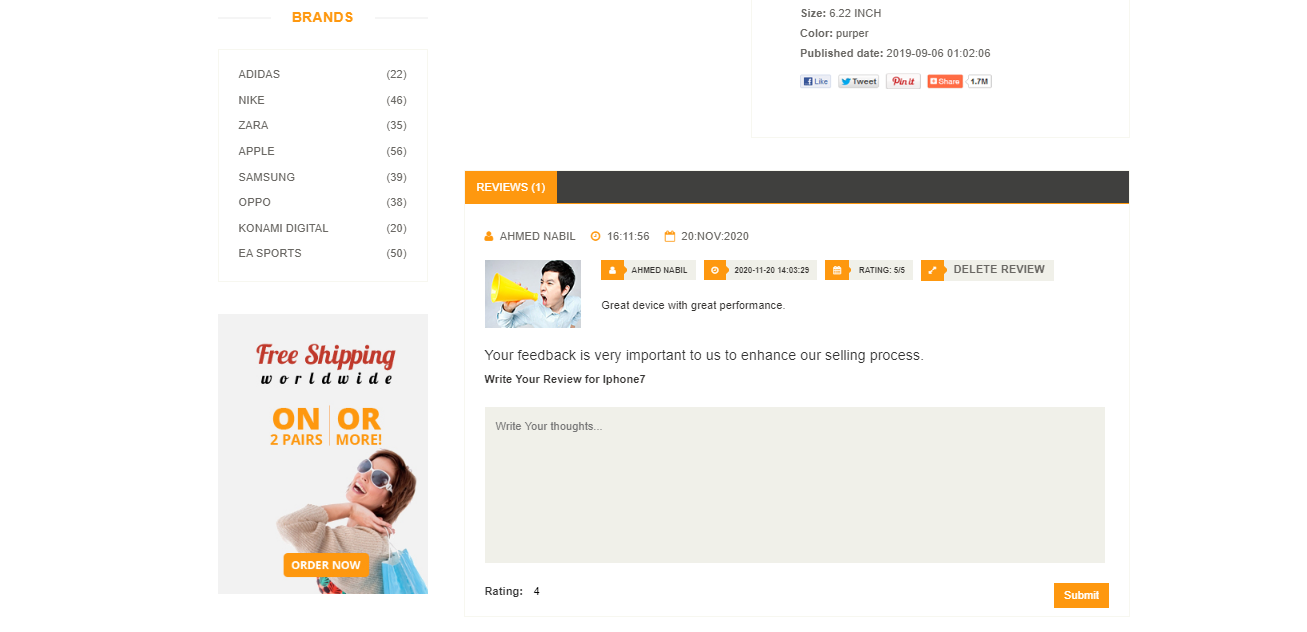 BRANDS
ADIDAS (22)
NIKE (46)
ZARA (35)
APPLE (56)
SAMSUNG (39)
OPPO (38)
KONAMI DIGITAL (20)
EA SPORTS (50)
Free Shipping
worldwide
ON OR
2 PAIRS MORE!
ORDER NOW
Size: 6.22 INCH
Color: purper
Published date: 2019-09-06 01:02:06
Like Tweet Pin it Share 1.7M
REVIEWS (1)
AHMED NABIL 16:11:56 20:NOV:2020
AHMED NABIL 2020-11-20 14:03:29 RATING: 5/5 DELETE REVIEW
Great device with great performance.
Your feedback is very important to us to enhance our selling process.
Write Your Review for Iphone7
Write Your thoughts...
Rating: 4
Submil